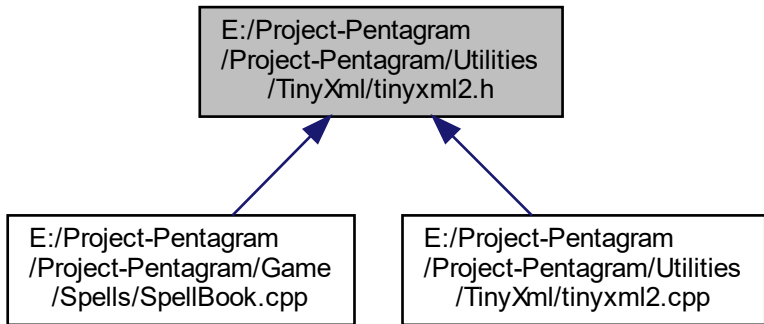 E:/Project-Pentagram
/Project-Pentagram/Utilities
/TinyXml/tinyxml2.h
E:/Project-Pentagram
/Project-Pentagram/Game
/Spells/SpellBook.cpp
E:/Project-Pentagram
/Project-Pentagram/Utilities
/TinyXml/tinyxml2.cpp